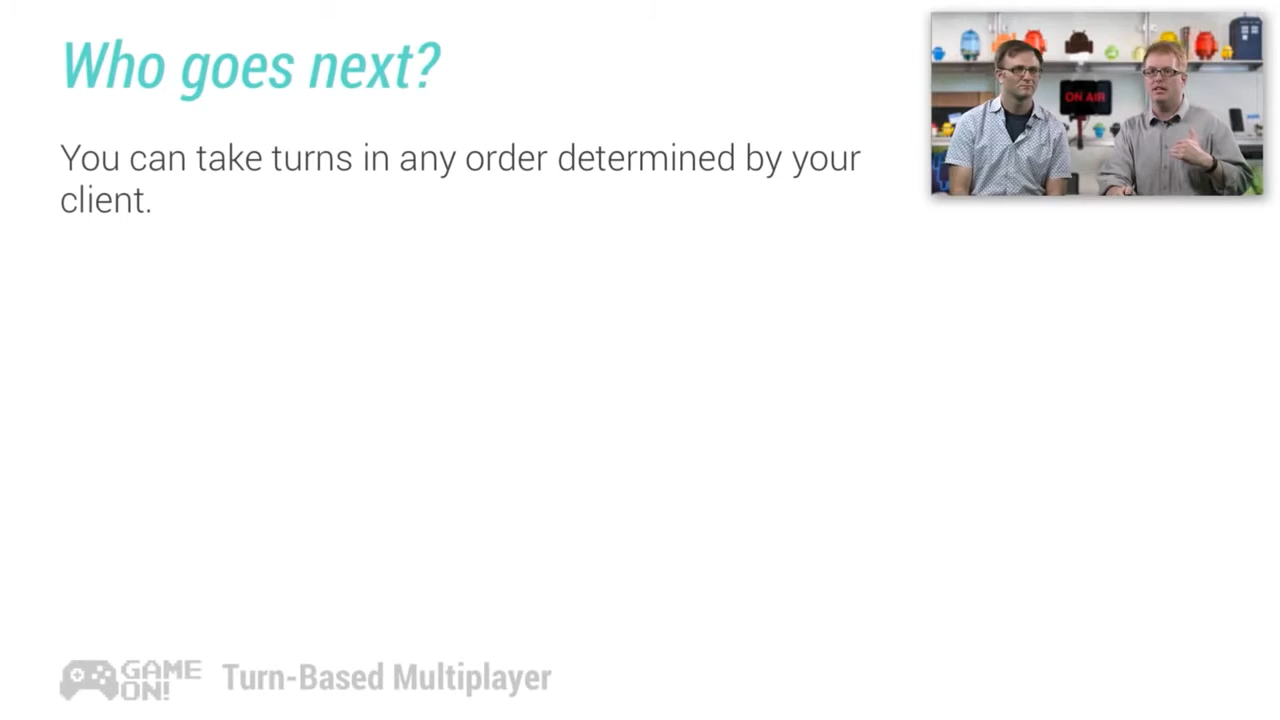 Who goes next?
ON AIR
You can take turns in any order determined by your
client.
GAME
ON!
Turn-Based Multiplayer